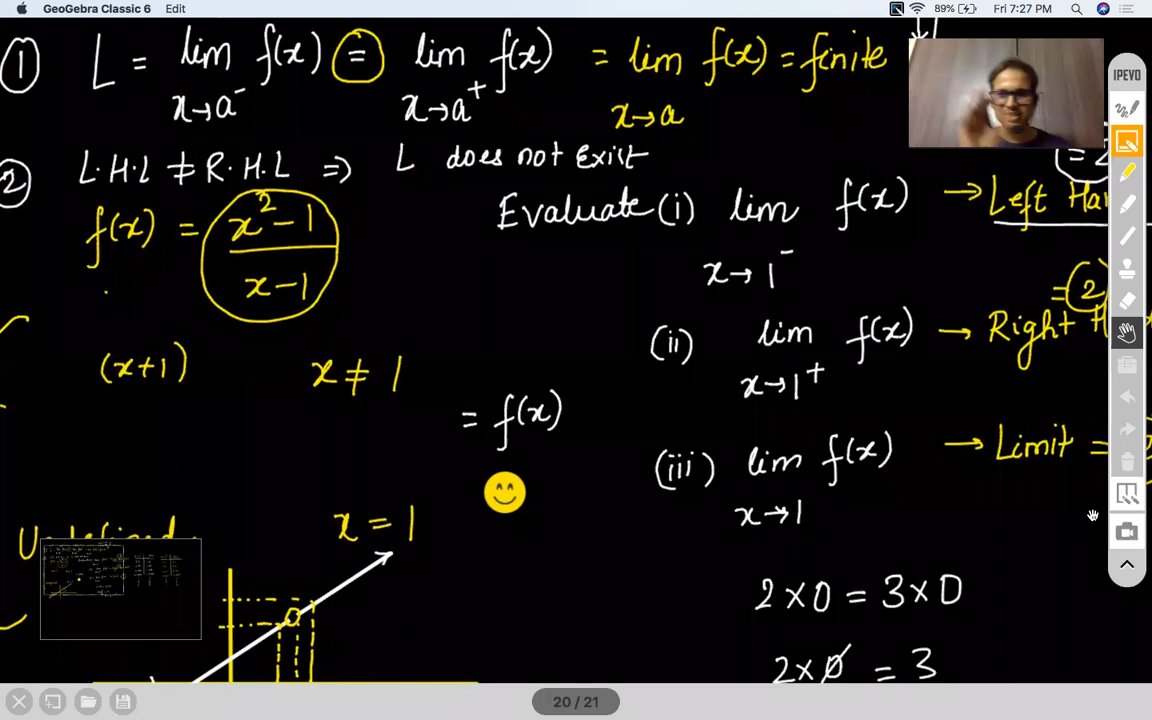 GeoGebra Classic 6 Edit 89% Fri 7:27 PM
① L = lim f(x) = lim f(x) = lim f(x) = finite
x→a⁻ x→a⁺ x→a
IPEVO
② L.H.L ≠ R.H.L ⇒ L does not Exist
= 2
f(x) = x² - 1
x - 1
Evaluate (i) lim f(x) → Left Ha
x→1⁻
= 2
(ii) lim f(x) → Right H
x→1⁺
(x+1) x ≠ 1
= f(x)
(iii) lim f(x) → Limit =
x→1
x = 1
2×0 = 3×0
2×0 = 3
20 / 21